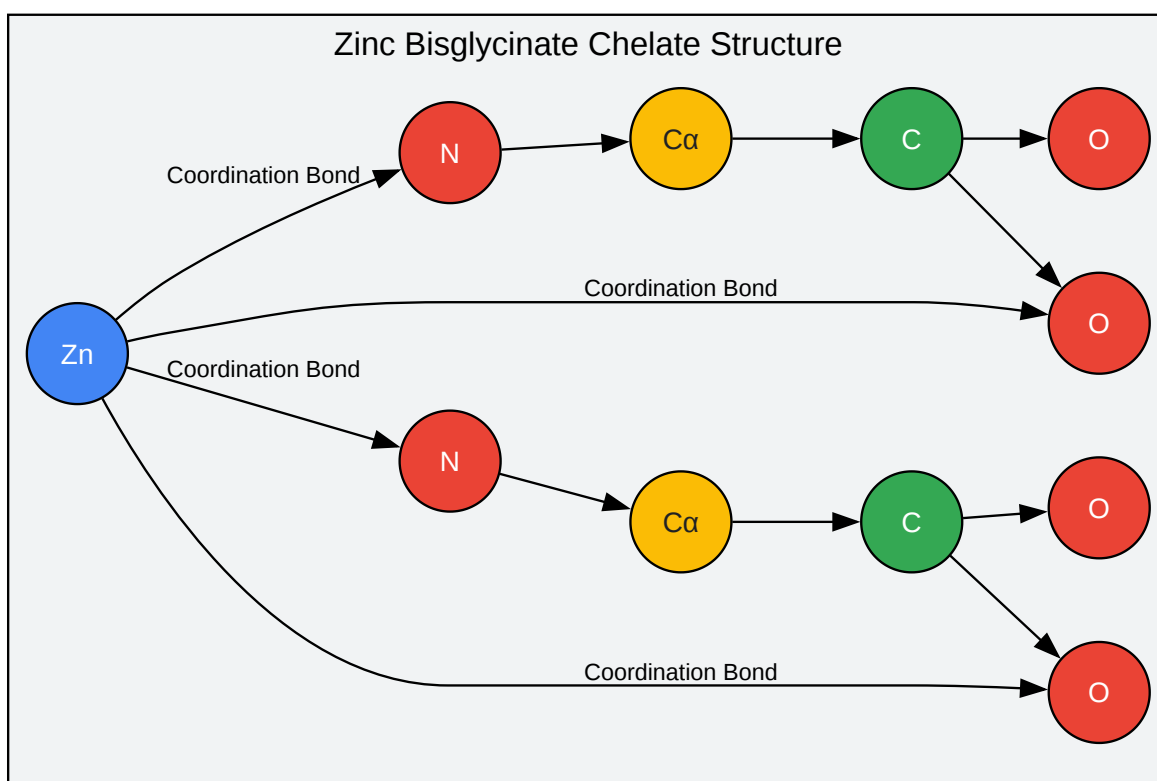 Zinc Bisglycinate Chelate Structure
N
Cα
C
O
Coordination Bond
Coordination Bond
O
Zn
Coordination Bond
N
Cα
C
O
Coordination Bond
O